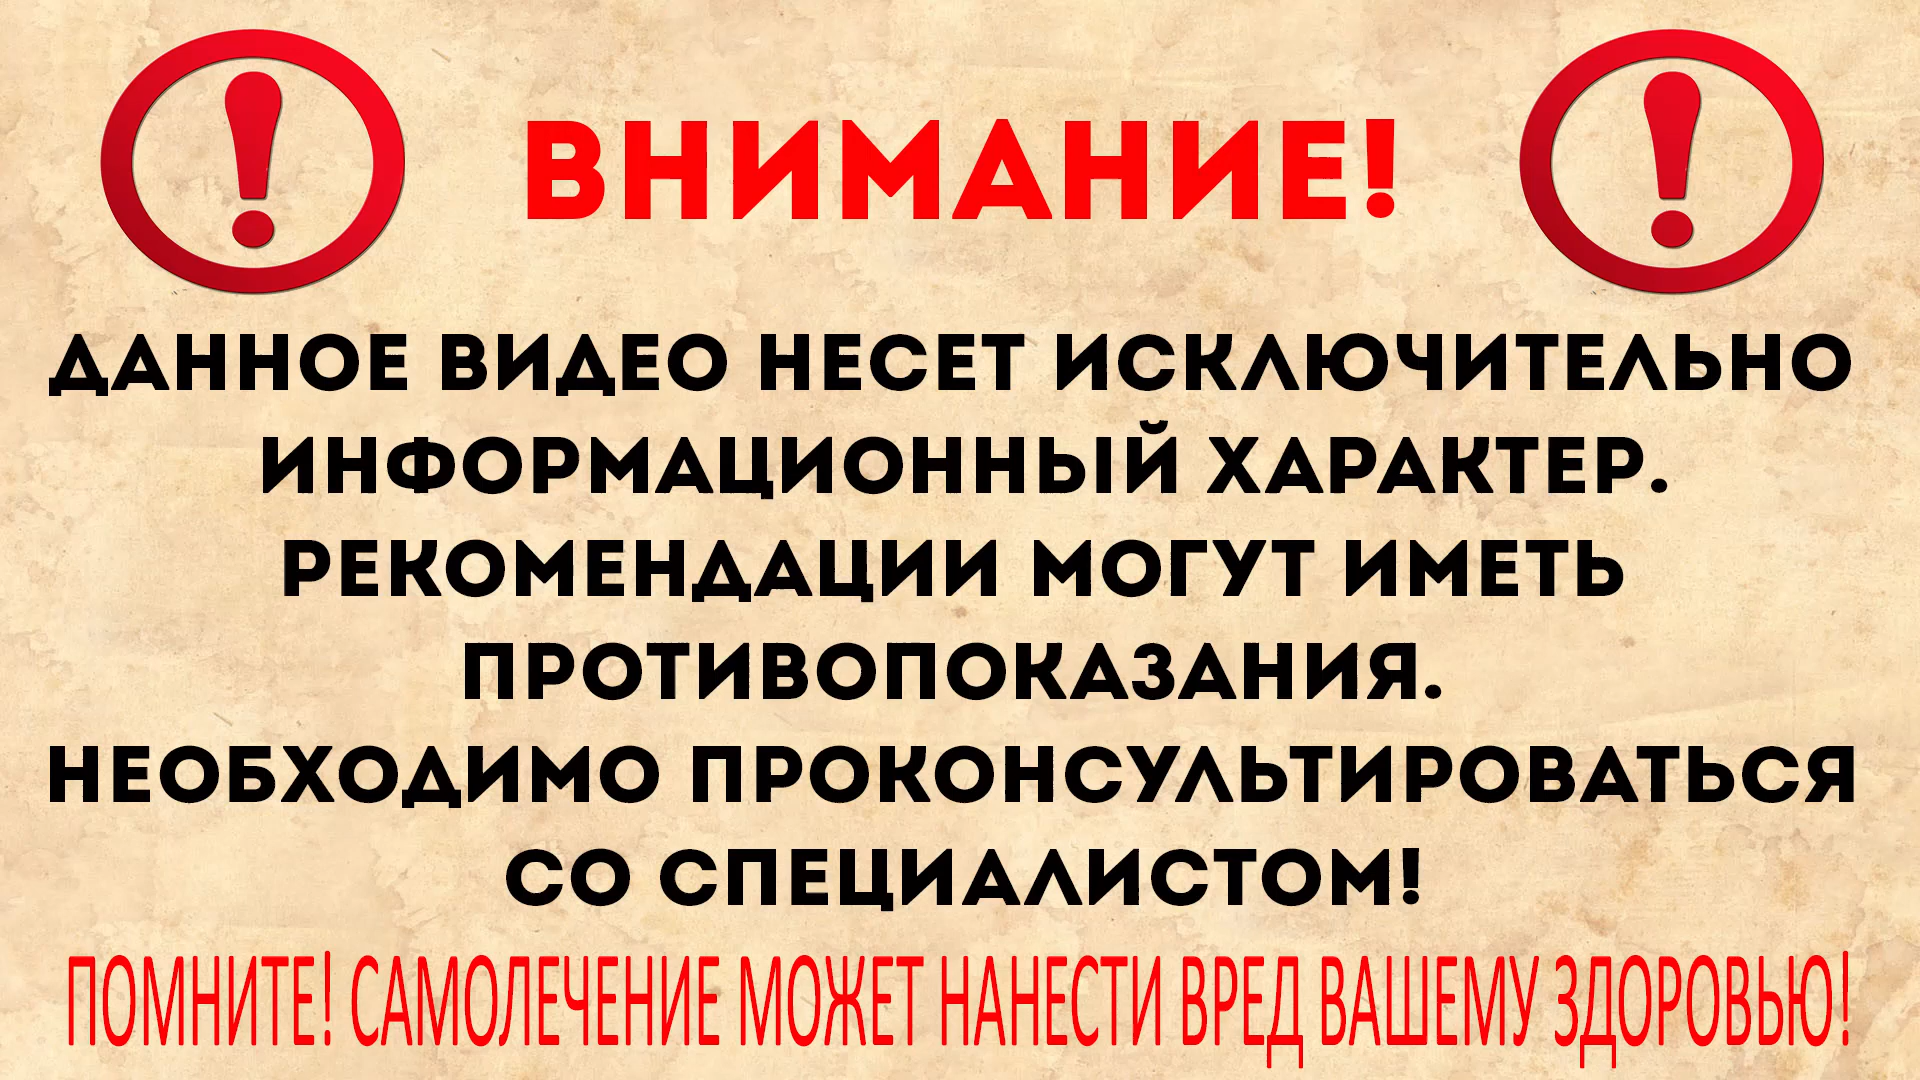 ВНИМАНИЕ!
ДАННОЕ ВИДЕО НЕСЕТ ИСКЛЮЧИТЕЛЬНО
ИНФОРМАЦИОННЫЙ ХАРАКТЕР.
РЕКОМЕНДАЦИИ МОГУТ ИМЕТЬ
ПРОТИВОПОКАЗАНИЯ.
НЕОБХОДИМО ПРОКОНСУЛЬТИРОВАТЬСЯ
СО СПЕЦИАЛИСТОМ!
ПОМНИТЕ! САМОЛЕЧЕНИЕ МОЖЕТ НАНЕСТИ ВРЕД ВАШЕМУ ЗДОРОВЬЮ!